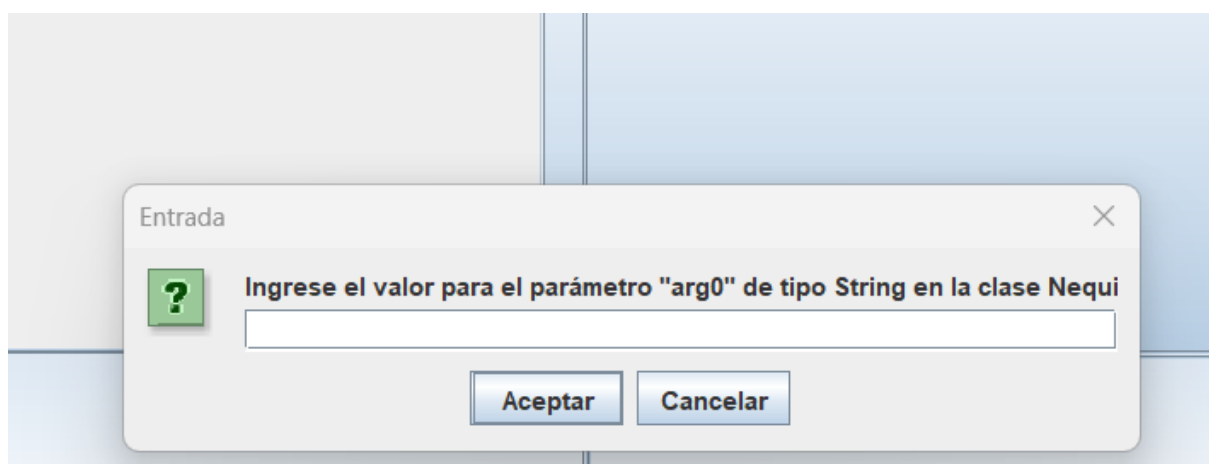 Entrada
?
Ingrese el valor para el parámetro "arg0" de tipo String en la clase Nequi
Aceptar Cancelar